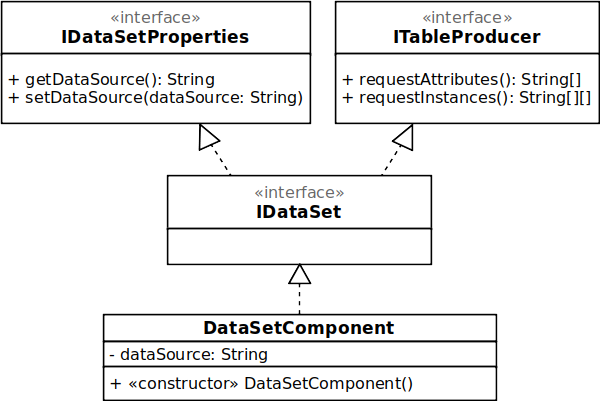 «interface»
IDataSetProperties
+ getDataSource(): String
+ setDataSource(dataSource: String)
«interface»
ITableProducer
+ requestAttributes(): String[]
+ requestInstances(): String[][]
«interface»
IDataSet
DataSetComponent
- dataSource: String
+ «constructor» DataSetComponent()